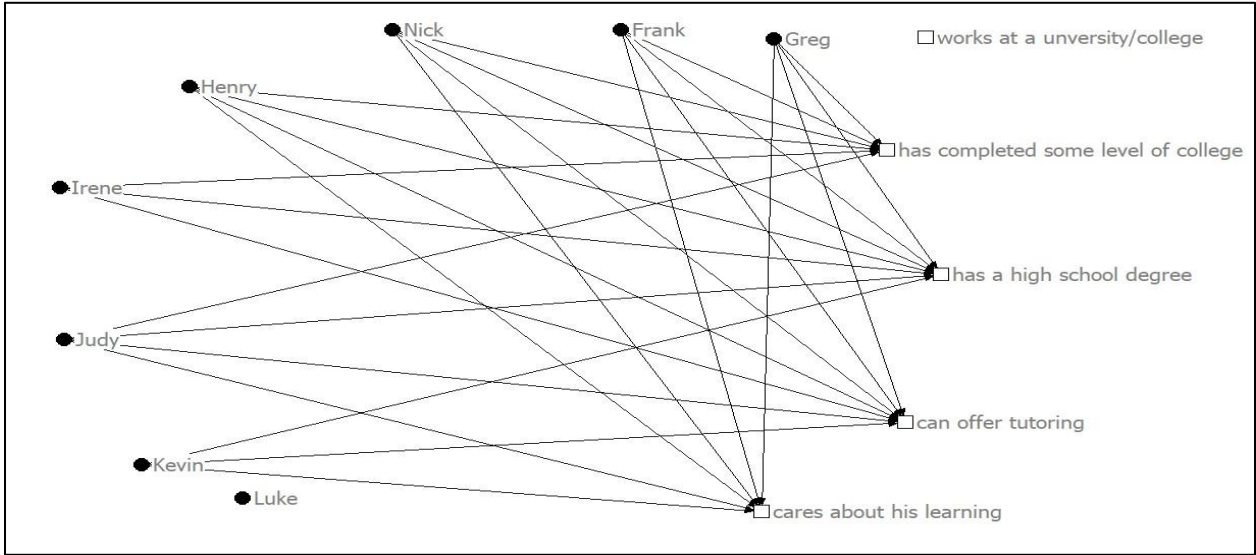 Nick
Frank
Greg
works at a unversity/college
Henry
has completed some level of college
Irene
has a high school degree
Judy
can offer tutoring
Kevin
Luke
cares about his learning